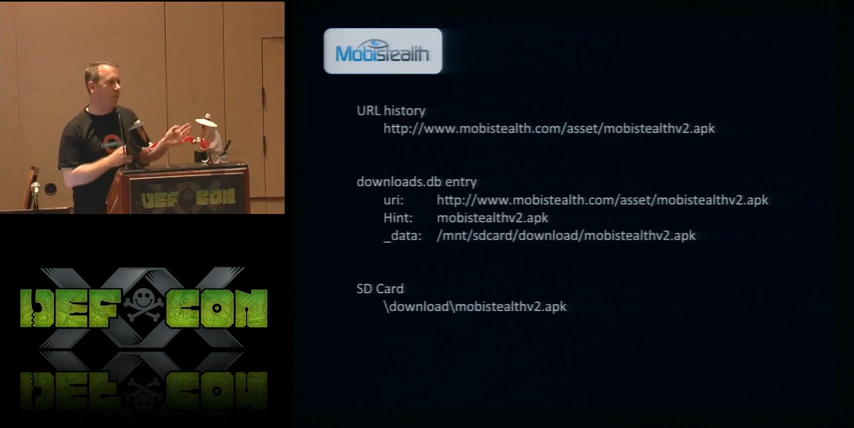 Mobistealth
URL history
http://www.mobistealth.com/asset/mobistealthv2.apk
downloads.db entry
uri: http://www.mobistealth.com/asset/mobistealthv2.apk
Hint: mobistealthv2.apk
_data: /mnt/sdcard/download/mobistealthv2.apk
SD Card
\download\mobistealthv2.apk
DEF CON
XX
DEF CON